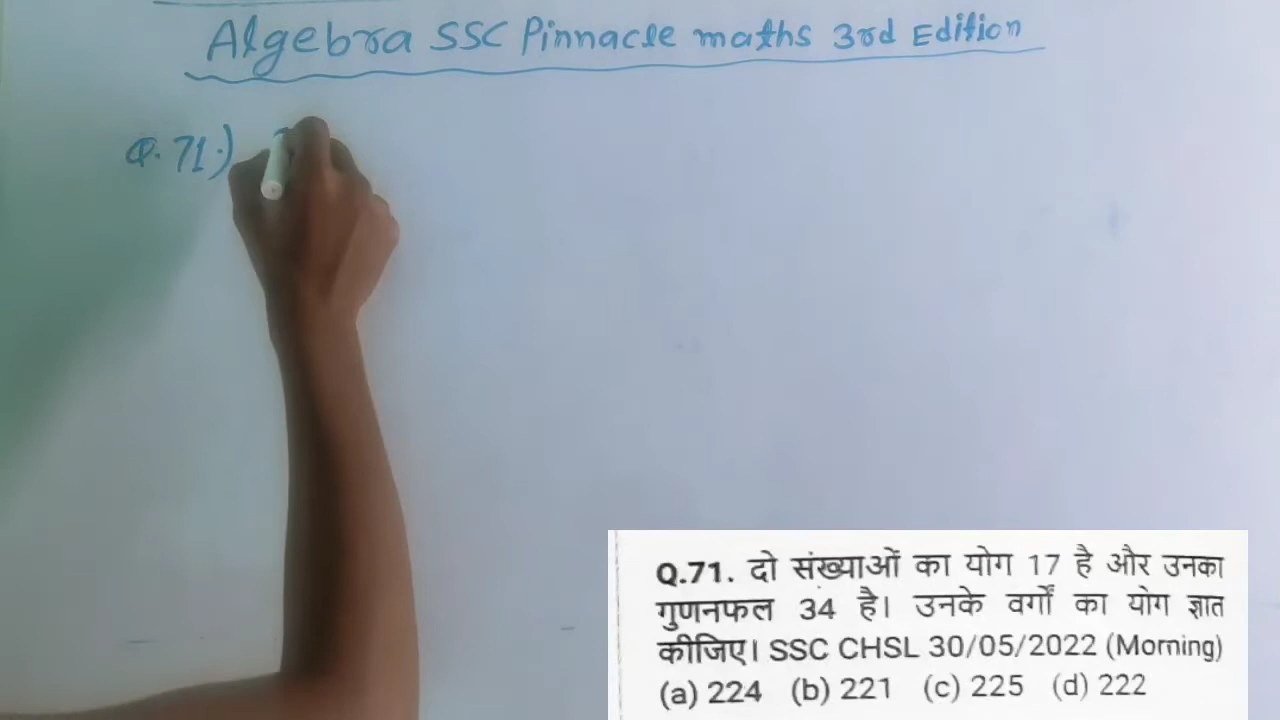 Algebra SSC Pinnacle maths 3rd Edition
Q.71.)
Q.71. दो संख्याओं का योग 17 है और उनका
गुणनफल 34 है। उनके वर्गों का योग ज्ञात
कीजिए। SSC CHSL 30/05/2022 (Morning)
(a) 224 (b) 221 (c) 225 (d) 222